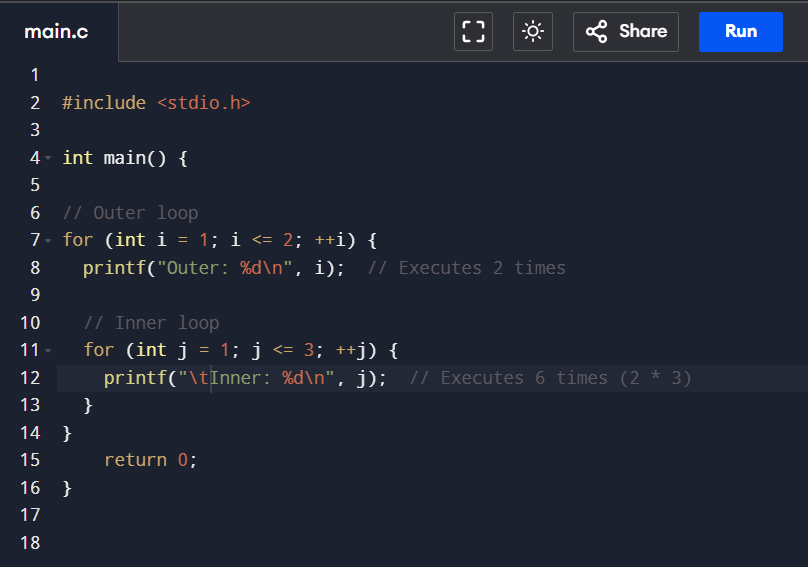 main.c
Share
Run
1
2 #include <stdio.h>
3
4 int main() {
5
6 // Outer loop
7 for (int i = 1; i <= 2; ++i) {
8   printf("Outer: %d\n", i);  // Executes 2 times
9
10   // Inner loop
11   for (int j = 1; j <= 3; ++j) {
12     printf("\tInner: %d\n", j);  // Executes 6 times (2 * 3)
13   }
14 }
15     return 0;
16 }
17
18